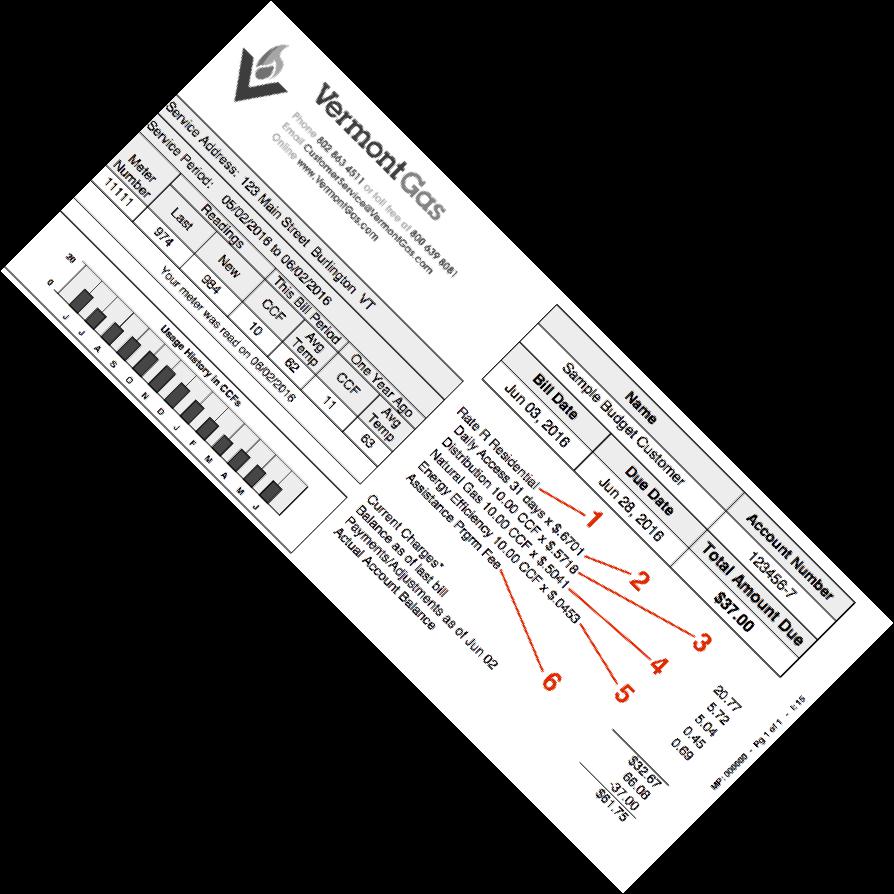 VermontGas
Phone 802 863 4511 or toll free at 800 639 8081
Email CustomerService@VermontGas.com
Online www.VermontGas.com
Service Address: 123 Main Street Burlington VT
Service Period: 05/02/2016 to 06/02/2016
Meter Number Readings This Bill Period One Year Ago
Last New CCF Avg Temp CCF Avg Temp
11111 974 984 10 62 11 63
Your meter was read on 06/02/2016
Usage History in CCFs
20
0
J J A S O N D J F M A M J
Name Account Number
Sample Budget Customer 123456-7
Bill Date Due Date Total Amount Due
Jun 03, 2016 Jun 28, 2016 $37.00
Rate R Residential 1
Daily Access 31 days x $.6701 2 20.77
Distribution 10.00 CCF x $.5718 3 5.72
Natural Gas 10.00 CCF x $.5041 4 5.04
Energy Efficiency 10.00 CCF x $.0453 5 0.45
Assistance Prgrm Fee 6 0.69
Current Charges* $32.67
Balance as of last bill 66.08
Payments/Adjustments as of Jun 02 -37.00
Actual Account Balance $61.75
MP: 000000 - Pg 1 of 1 - L: 15